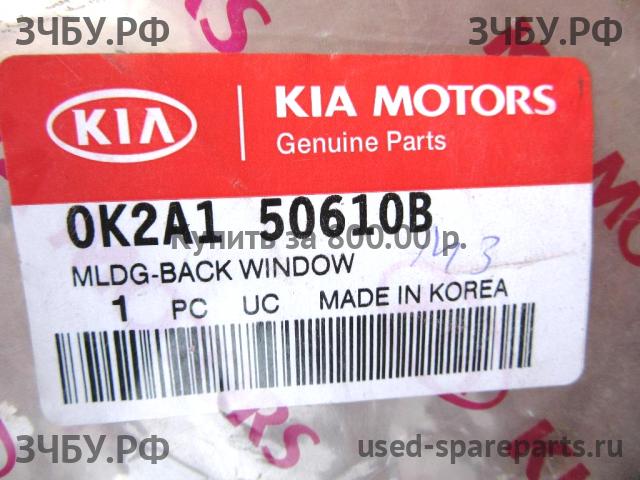 ЗЧБУ.РФ
ЗЧБУ.РФ
KIA
KIA MOTORS
Genuine Parts
0K2A1 50610B
Купить за 800.00 р.
MLDG-BACK WINDOW
1 PC UC MADE IN KOREA
ЗЧБУ.РФ
used-spareparts.ru